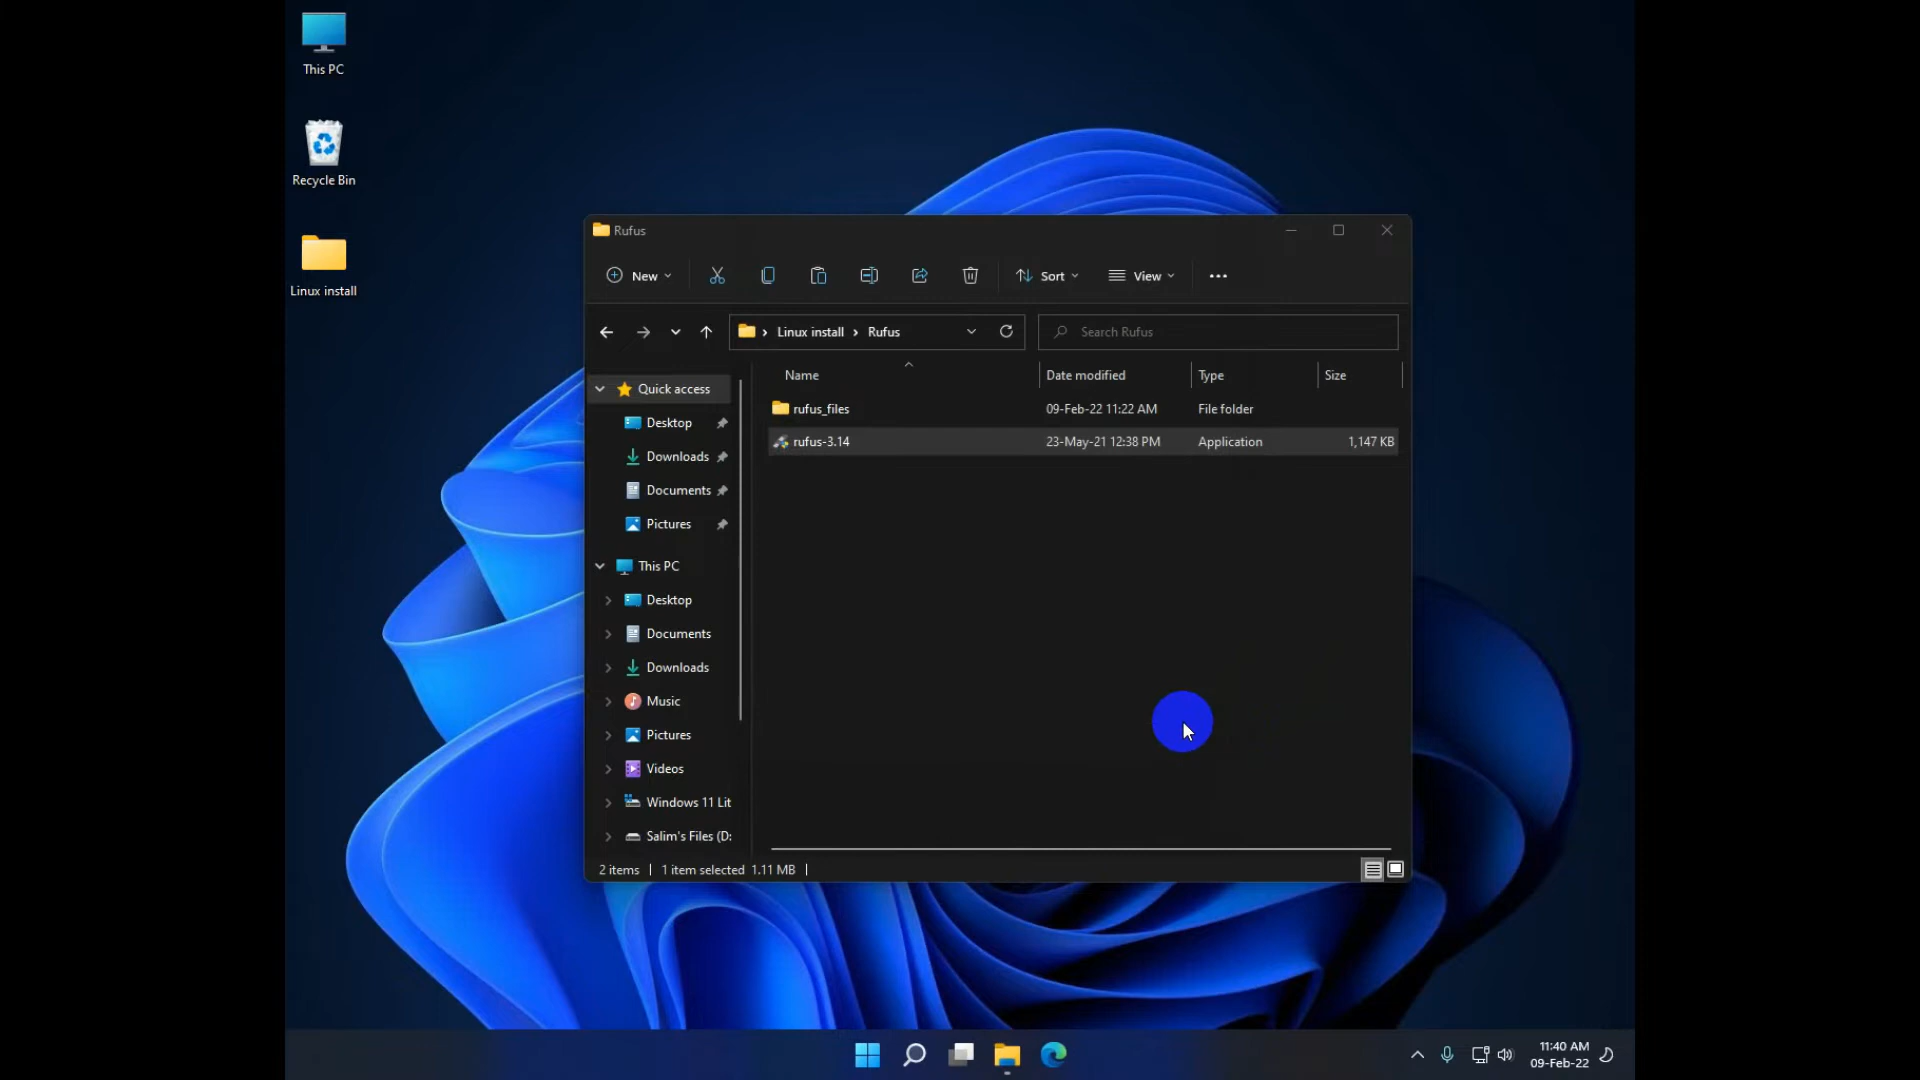 This PC
Recycle Bin
Linux install
Rufus
New
Sort
View
Linux install
Rufus
Search Rufus
Name
Date modified
Type
Size
rufus_files
09-Feb-22 11:22 AM
File folder
rufus-3.14
23-May-21 12:38 PM
Application
1,147 KB
Quick access
Desktop
Downloads
Documents
Pictures
This PC
Desktop
Documents
Downloads
Music
Pictures
Videos
Windows 11 Lit
Salim's Files (D:
2 items
1 item selected 1.11 MB
11:40 AM
09-Feb-22